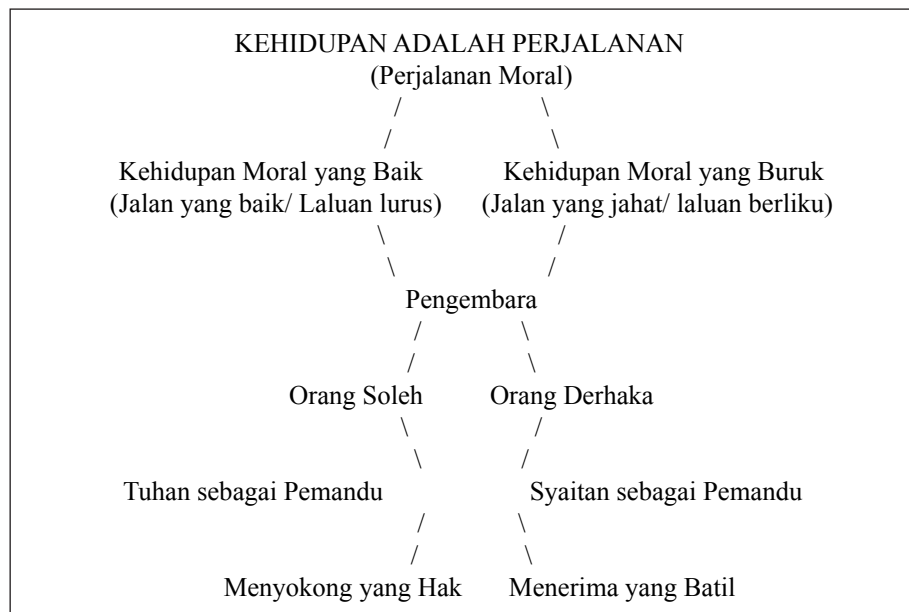 KEHIDUPAN ADALAH PERJALANAN
(Perjalanan Moral)
Kehidupan Moral yang Baik
(Jalan yang baik/ Laluan lurus)
Kehidupan Moral yang Buruk
(Jalan yang jahat/ laluan berliku)
Pengembara
Orang Soleh
Orang Derhaka
Tuhan sebagai Pemandu
Syaitan sebagai Pemandu
Menyokong yang Hak
Menerima yang Batil